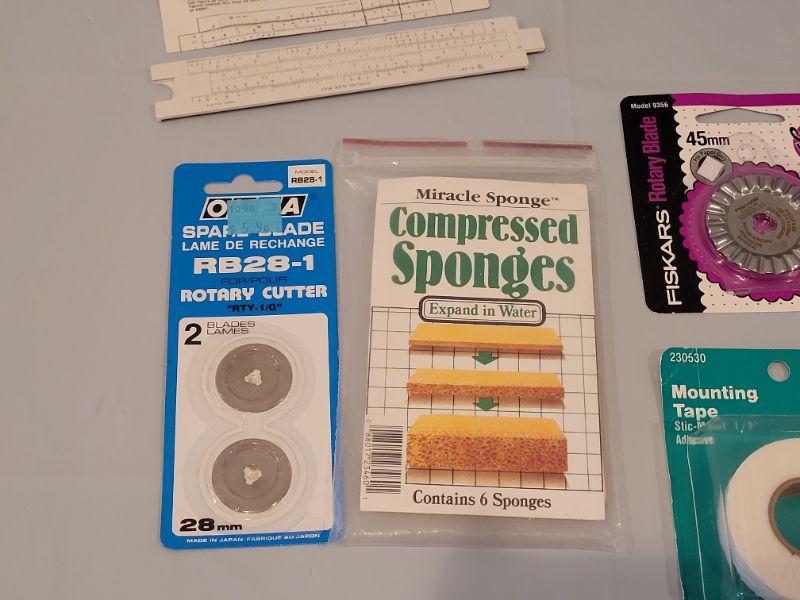 MODEL
RB28-1
SPARE BLADE
LAME DE RECHANGE
RB28-1
FOR/POUR
ROTARY CUTTER
"RTY-1/G"
2 BLADES
LAMES
28mm
MADE IN JAPAN/FABRIQUÉ AU JAPON
Miracle Sponge™
Compressed
Sponges
Expand in Water
Contains 6 Sponges
Model 9356
45mm
FISKARS Rotary Blade
230530
Mounting
Tape
Adhesive